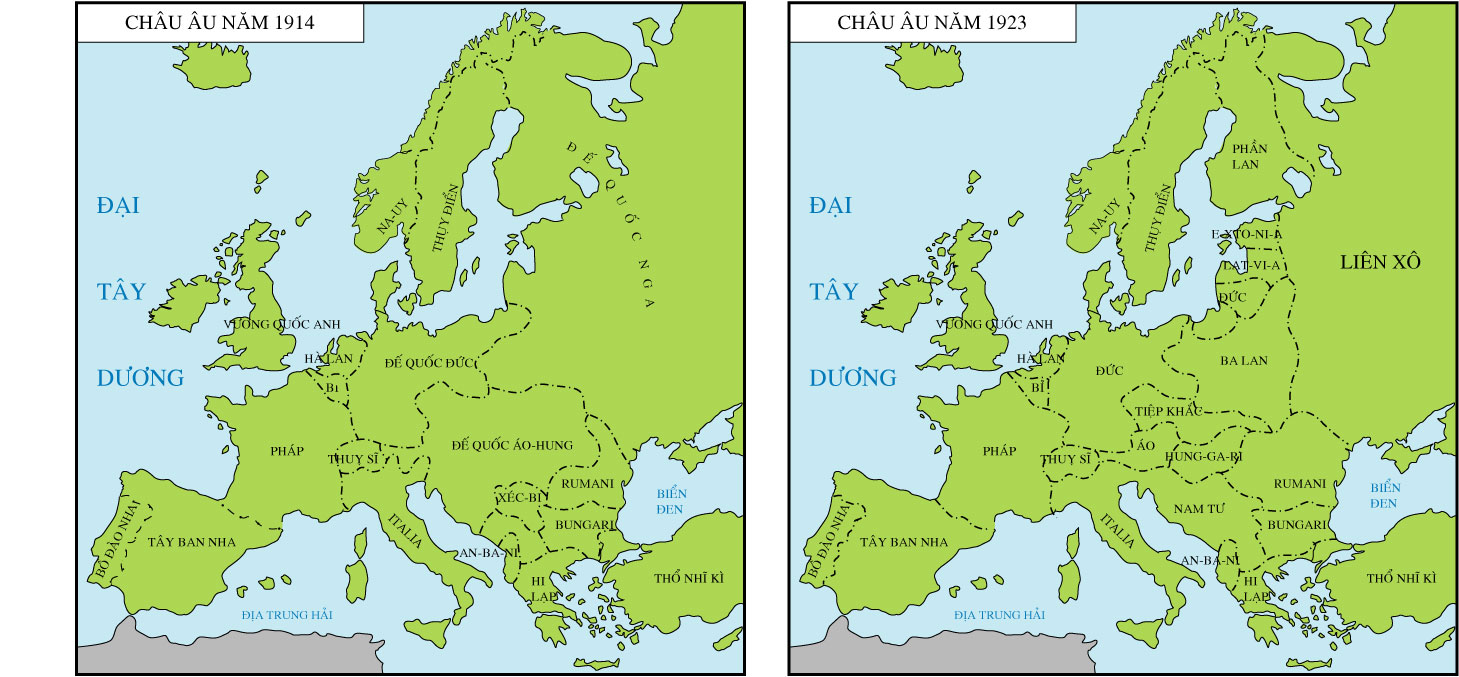 CHÂU ÂU NĂM 1914
ĐẠI
TÂY
DƯƠNG
NA-UY
THUỴ ĐIỂN
ĐẾ QUỐC NGA
VƯƠNG QUỐC ANH
HÀ LAN
BỈ
ĐẾ QUỐC ĐỨC
PHÁP
THUỴ SĨ
ĐẾ QUỐC ÁO-HUNG
XÉC-BI
RUMANI
BUNGARI
BIỂN
ĐEN
BỒ ĐÀO NHA
TÂY BAN NHA
ITALIA
AN-BA-NI
HI
LẠP
THỔ NHĨ KÌ
ĐỊA TRUNG HẢI
CHÂU ÂU NĂM 1923
ĐẠI
TÂY
DƯƠNG
NA-UY
THUỴ ĐIỂN
PHẦN
LAN
E-XTO-NI-A
LAT-VI-A
ĐỨC
LIÊN XÔ
VƯƠNG QUỐC ANH
HÀ LAN
BỈ
ĐỨC
BA LAN
TIỆP KHẮC
PHÁP
THUỴ SĨ
ÁO
HUNG-GA-RI
RUMANI
NAM TƯ
BUNGARI
BIỂN
ĐEN
BỒ ĐÀO NHA
TÂY BAN NHA
ITALIA
AN-BA-NI
HI
LẠP
THỔ NHĨ KÌ
ĐỊA TRUNG HẢI